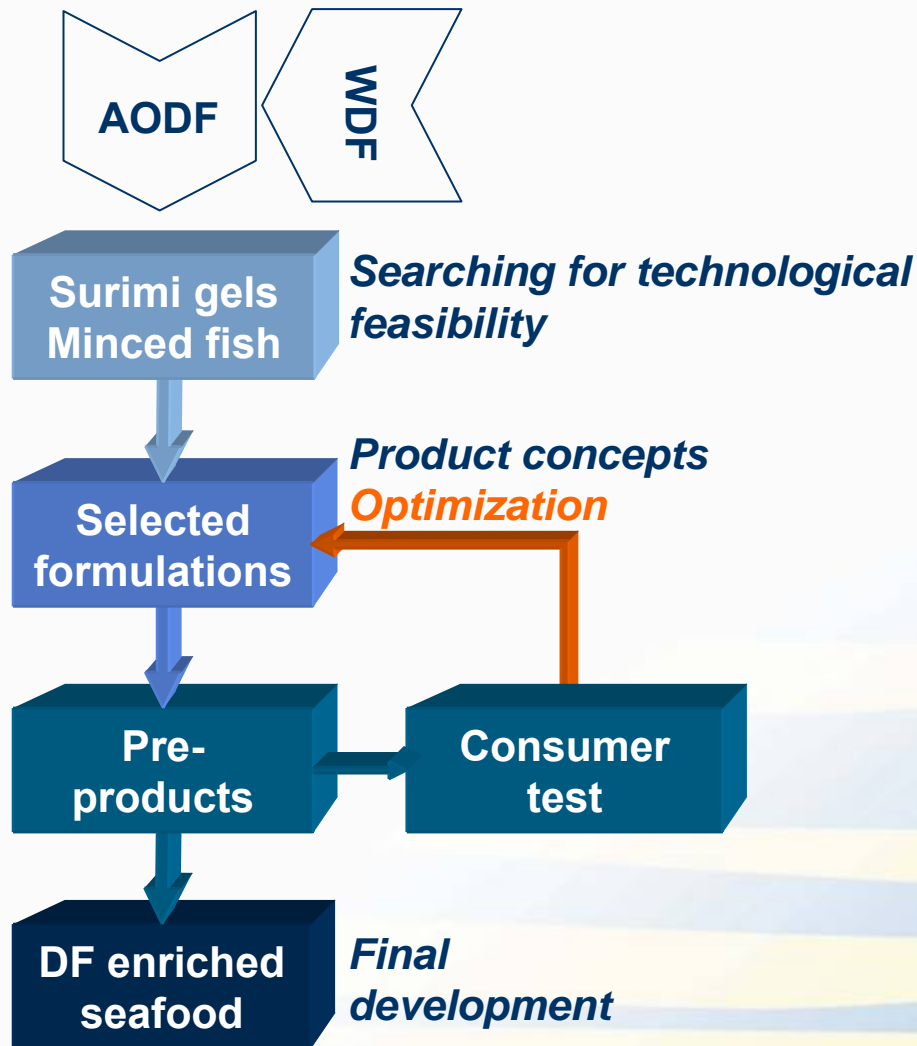 AODF
WDF
Surimi gels
Minced fish
Searching for technological
feasibility
Product concepts
Optimization
Selected
formulations
Pre-
products
Consumer
test
DF enriched
seafood
Final
development